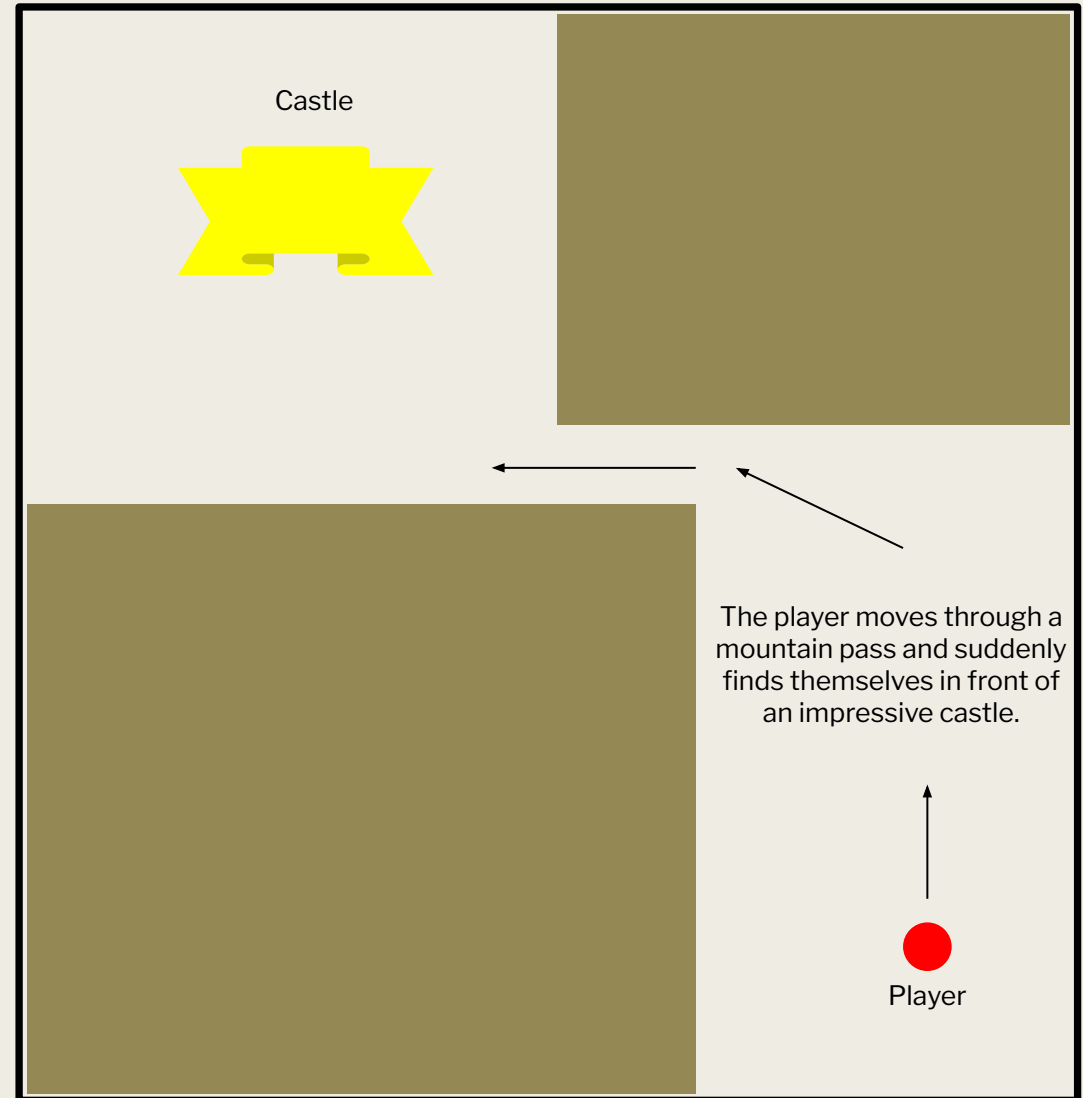 Castle
The player moves through a
mountain pass and suddenly
finds themselves in front of
an impressive castle.
Player